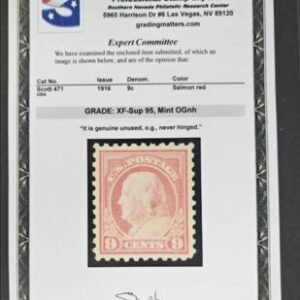 Southern Nevada Philatelic Research Center
5965 Harrison Dr #6 Las Vegas, NV 89120
gradingmatters.com
Expert Committee
We have examined the enclosed item submitted, of which an
image is shown below, and are of the opinion that:
Cat No. Issue Denom. Color
Scott 471 1916 9c Salmon red
USA
GRADE: XF-Sup 95, Mint OGnh
"It is genuine unused, o.g., never hinged."
U.S. POSTAGE
9 CENTS 9